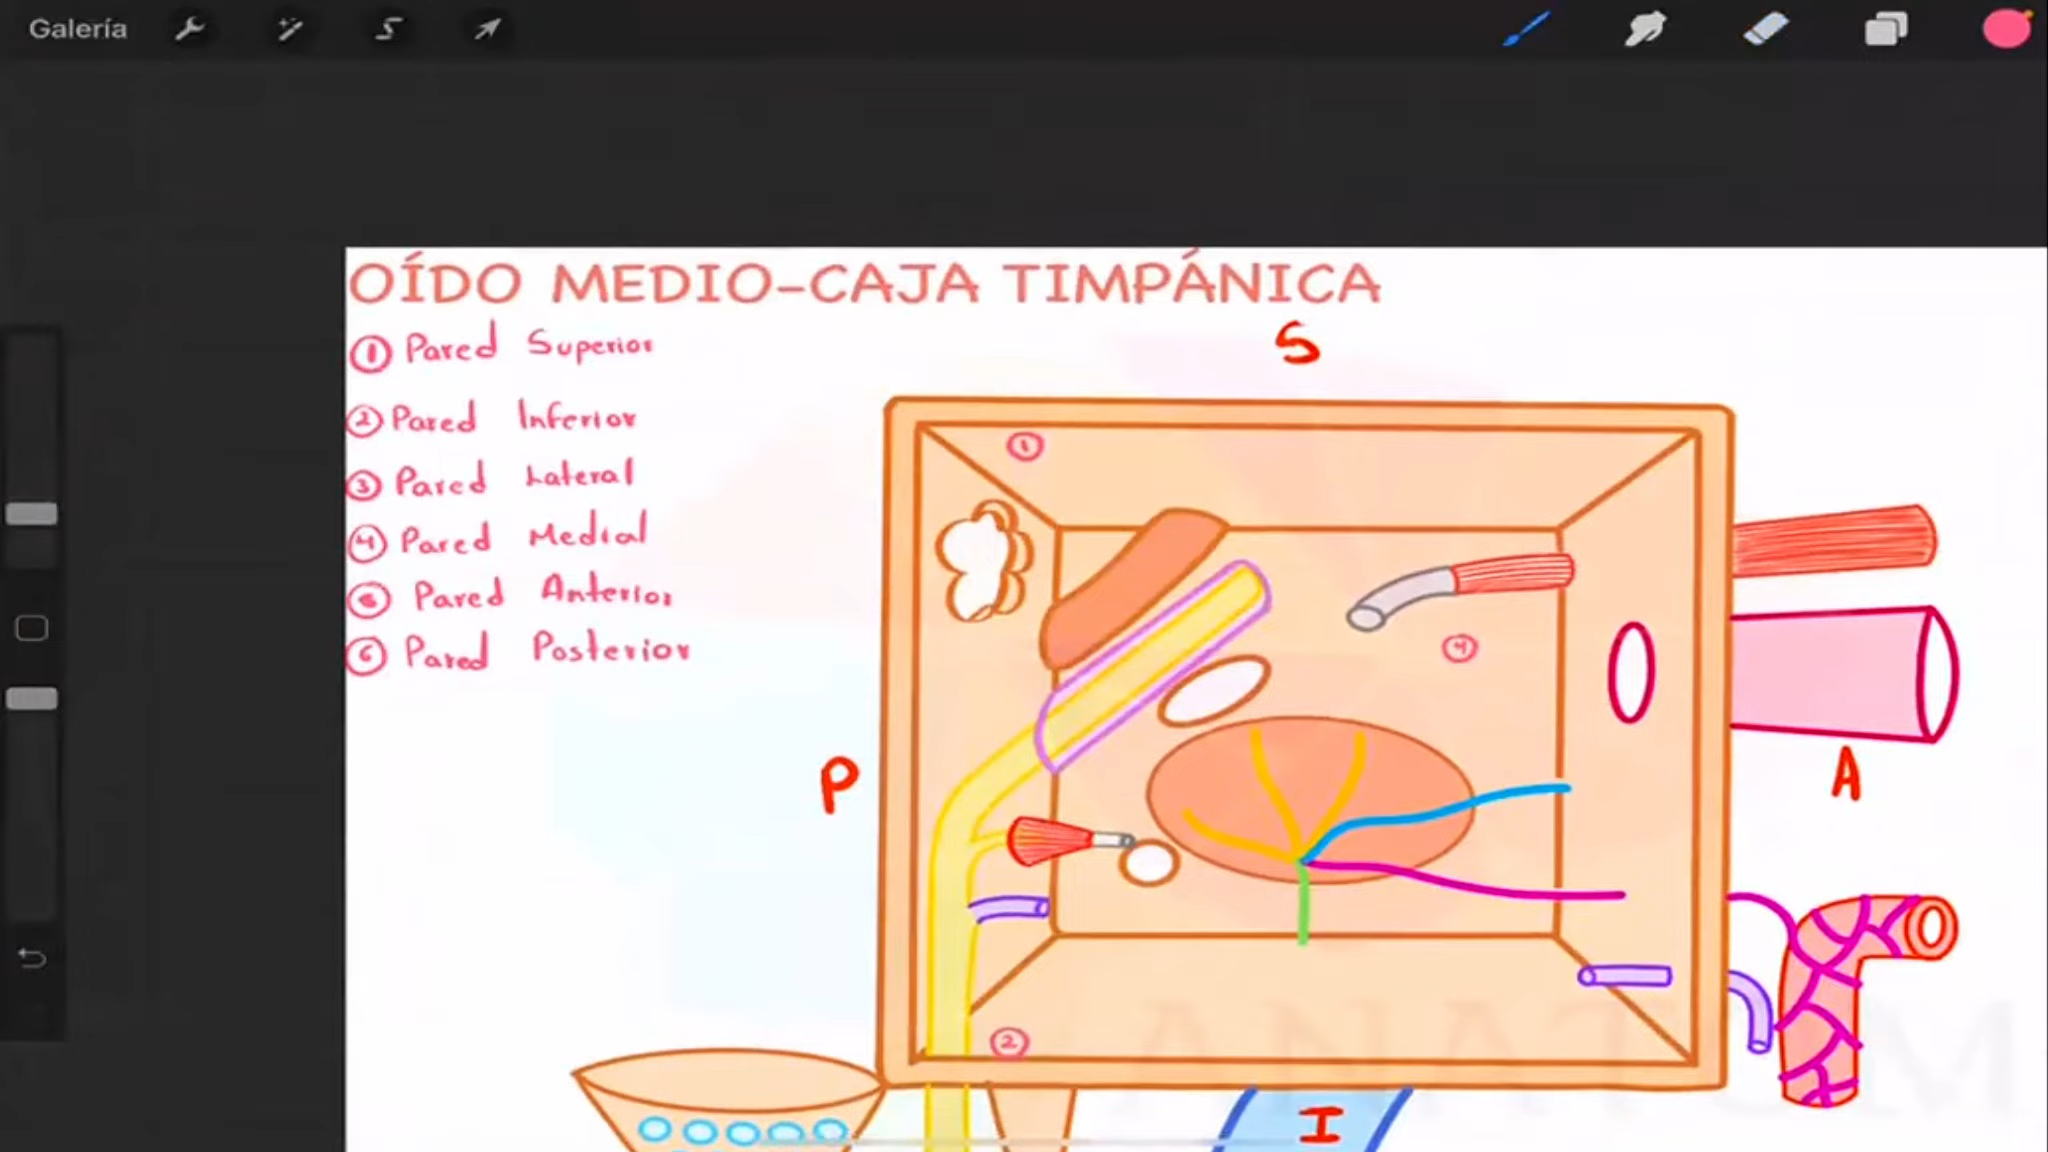 Galería
OÍDO MEDIO-CAJA TIMPÁNICA
S
① Pared Superior
② Pared Inferior
③ Pared Lateral
④ Pared Medial
⑤ Pared Anterior
⑥ Pared Posterior
①
④
P
A
②
I
ANATOM